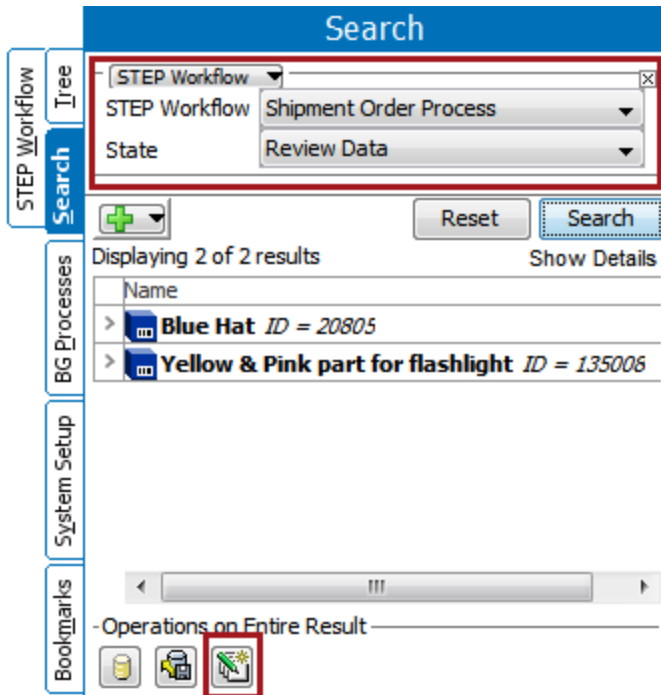 Search
STEP Workflow
Tree
Search
BG Processes
System Setup
Bookmarks
STEP Workflow
STEP Workflow Shipment Order Process
State Review Data
Reset Search
Displaying 2 of 2 results Show Details
Name
Blue Hat ID = 20805
Yellow & Pink part for flashlight ID = 135008
Operations on Entire Result